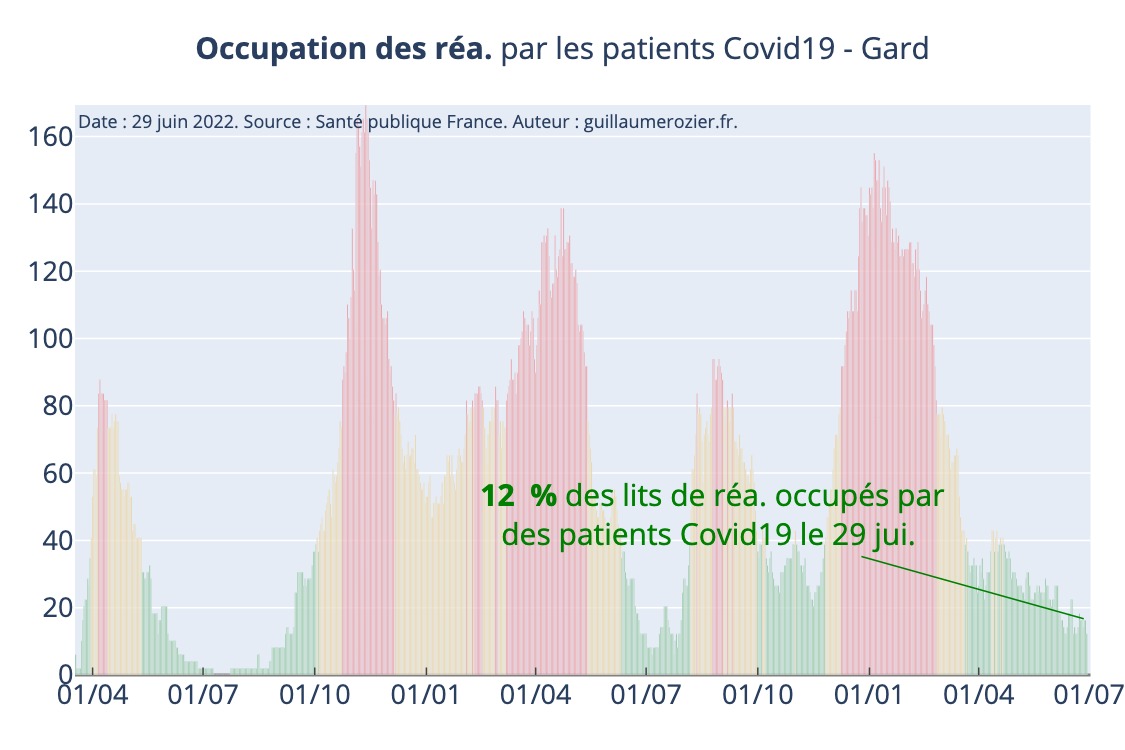 Occupation des réa. par les patients Covid19 - Gard
Date : 29 juin 2022. Source : Santé publique France. Auteur : guillaumerozier.fr.
160
140
120
100
80
60
40
20
0
12 % des lits de réa. occupés par
des patients Covid19 le 29 jui.
01/04 01/07 01/10 01/01 01/04 01/07 01/10 01/01 01/04 01/07